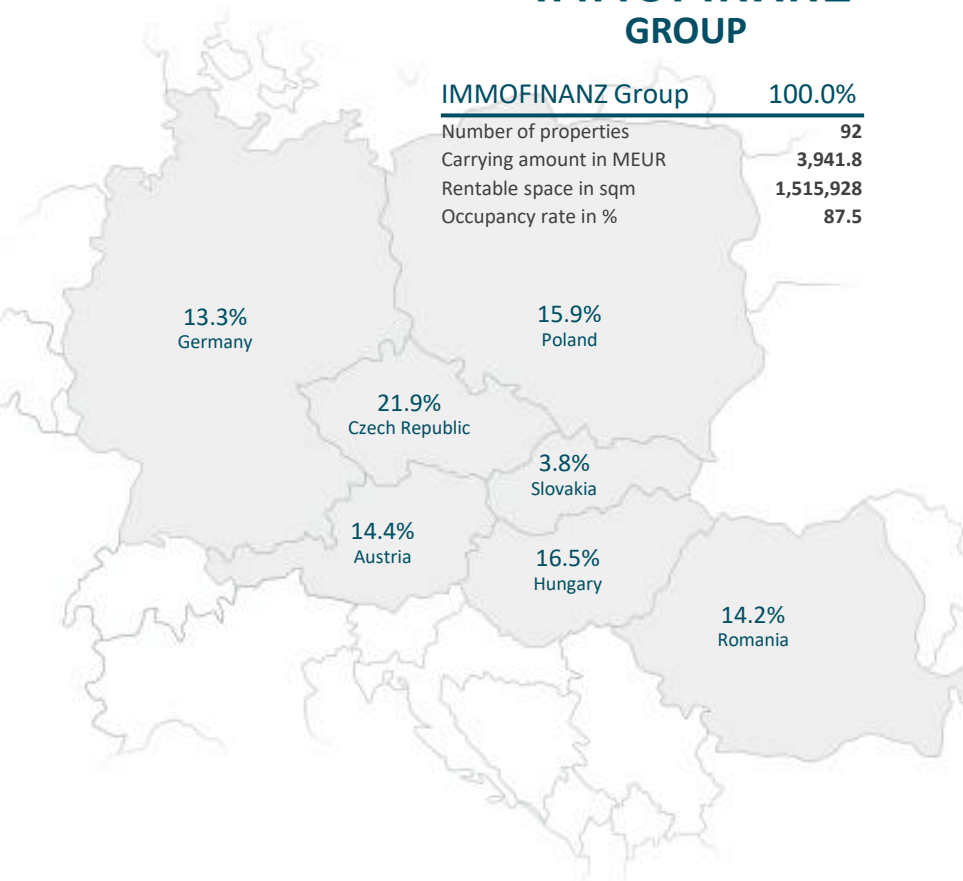 IMMOFINANZ
GROUP
IMMOFINANZ Group 100.0%
Number of properties 92
Carrying amount in MEUR 3,941.8
Rentable space in sqm 1,515,928
Occupancy rate in % 87.5
13.3%
Germany
15.9%
Poland
21.9%
Czech Republic
3.8%
Slovakia
14.4%
Austria
16.5%
Hungary
14.2%
Romania